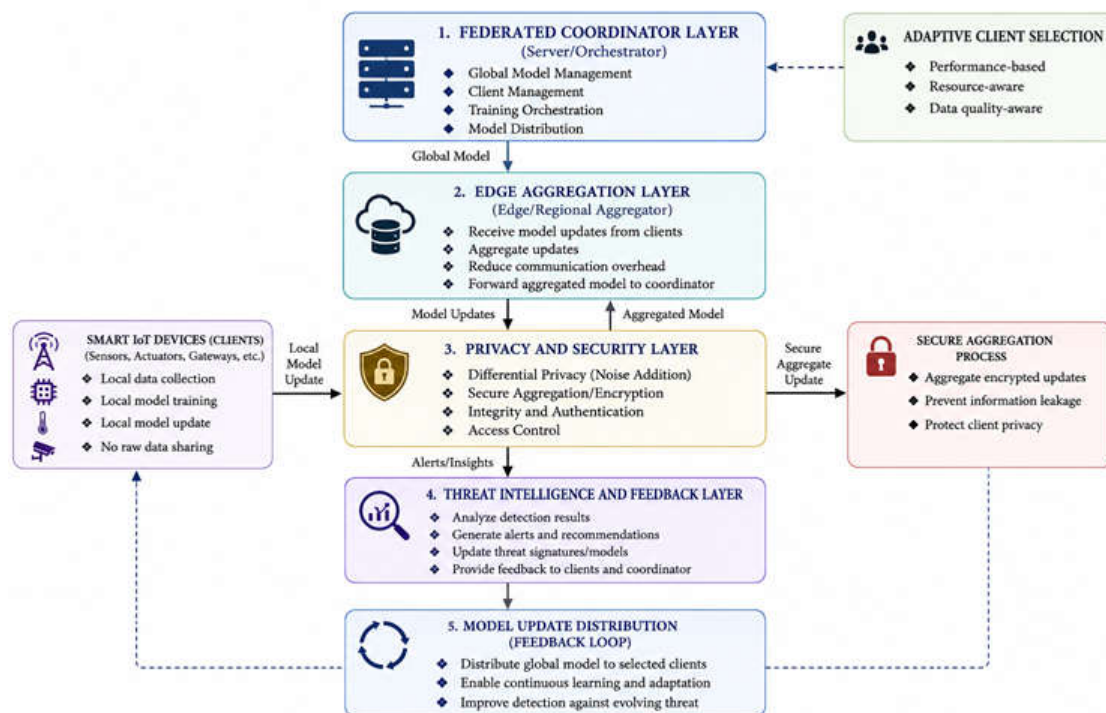 1. FEDERATED COORDINATOR LAYER
(Server/Orchestrator)
❖ Global Model Management
❖ Client Management
❖ Training Orchestration
❖ Model Distribution
ADAPTIVE CLIENT SELECTION
❖ Performance-based
❖ Resource-aware
❖ Data quality-aware
Global Model
2. EDGE AGGREGATION LAYER
(Edge/Regional Aggregator)
❖ Receive model updates from clients
❖ Aggregate updates
❖ Reduce communication overhead
❖ Forward aggregated model to coordinator
Model Updates
Aggregated Model
SMART IoT DEVICES (CLIENTS)
(Sensors, Actuators, Gateways, etc.)
❖ Local data collection
❖ Local model training
❖ Local model update
❖ No raw data sharing
Local
Model
Update
3. PRIVACY AND SECURITY LAYER
❖ Differential Privacy (Noise Addition)
❖ Secure Aggregation/Encryption
❖ Integrity and Authentication
❖ Access Control
Secure
Aggregate
Update
SECURE AGGREGATION
PROCESS
❖ Aggregate encrypted updates
❖ Prevent information leakage
❖ Protect client privacy
Alerts/Insights
4. THREAT INTELLIGENCE AND FEEDBACK LAYER
❖ Analyze detection results
❖ Generate alerts and recommendations
❖ Update threat signatures/models
❖ Provide feedback to clients and coordinator
5. MODEL UPDATE DISTRIBUTION
(FEEDBACK LOOP)
❖ Distribute global model to selected clients
❖ Enable continuous learning and adaptation
❖ Improve detection against evolving threat